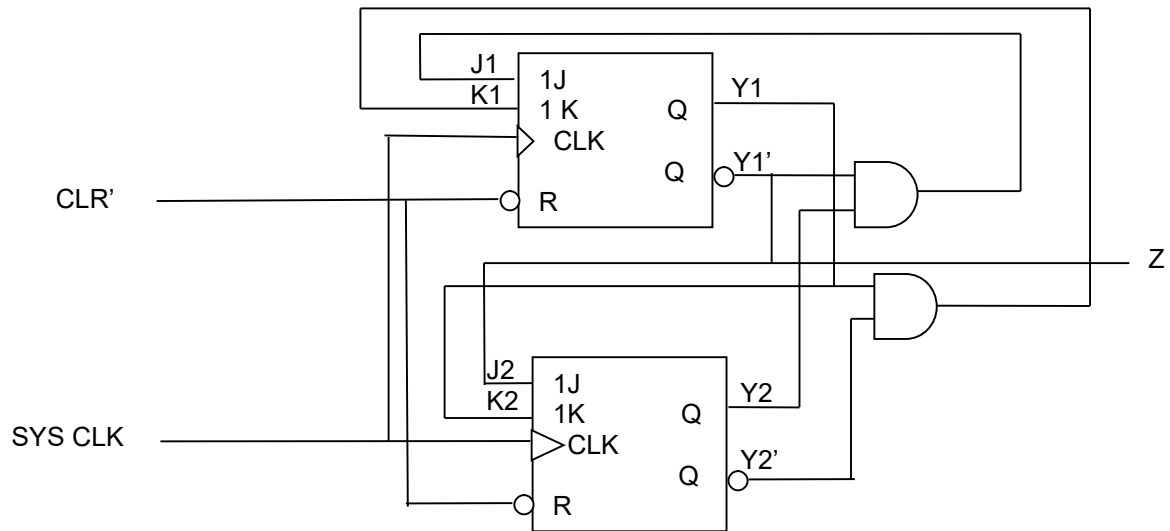 J1
1J
K1
1 K
Q
Y1
CLK
Q
Y1'
CLR'
R
Z
J2
1J
K2
1K
Q
Y2
SYS CLK
CLK
Q
Y2'
R